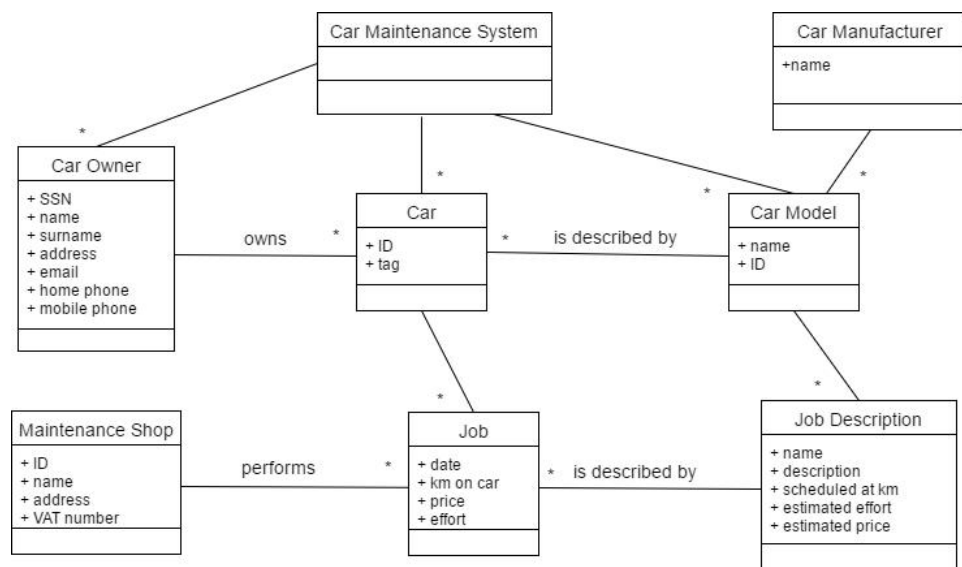 Car Maintenance System
Car Manufacturer
+name
*
Car Owner
+ SSN
+ name
+ surname
+ address
+ email
+ home phone
+ mobile phone
owns
*
*
Car
+ ID
+ tag
*
is described by
*
*
Car Model
+ name
+ ID
Maintenance Shop
+ ID
+ name
+ address
+ VAT number
performs
*
*
Job
+ date
+ km on car
+ price
+ effort
*
is described by
*
Job Description
+ name
+ description
+ scheduled at km
+ estimated effort
+ estimated price